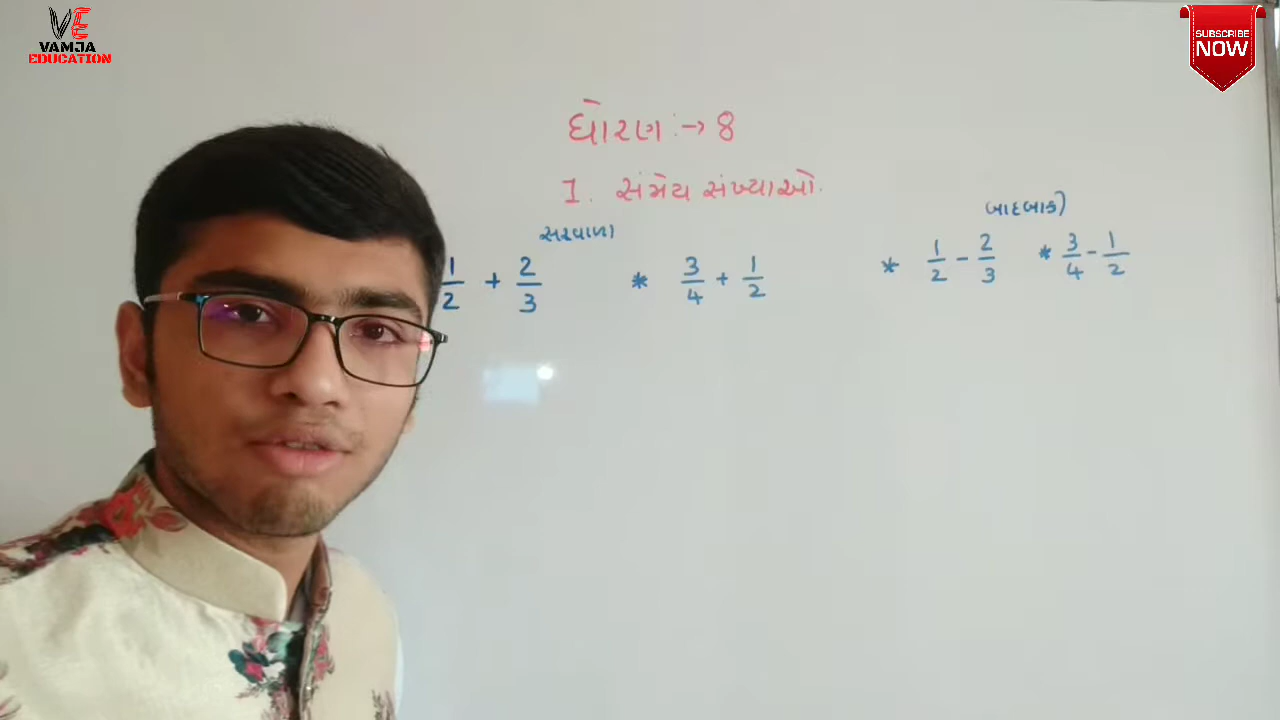 VE
VAMJA
EDUCATION
SUBSCRIBE
NOW
ધોરણ :→ 8
1. સંમેય સંખ્યાઓ.
સરવાળા
બાદબાકી
1/2 + 2/3 * 3/4 + 1/2 * 1/2 - 2/3 * 3/4 - 1/2